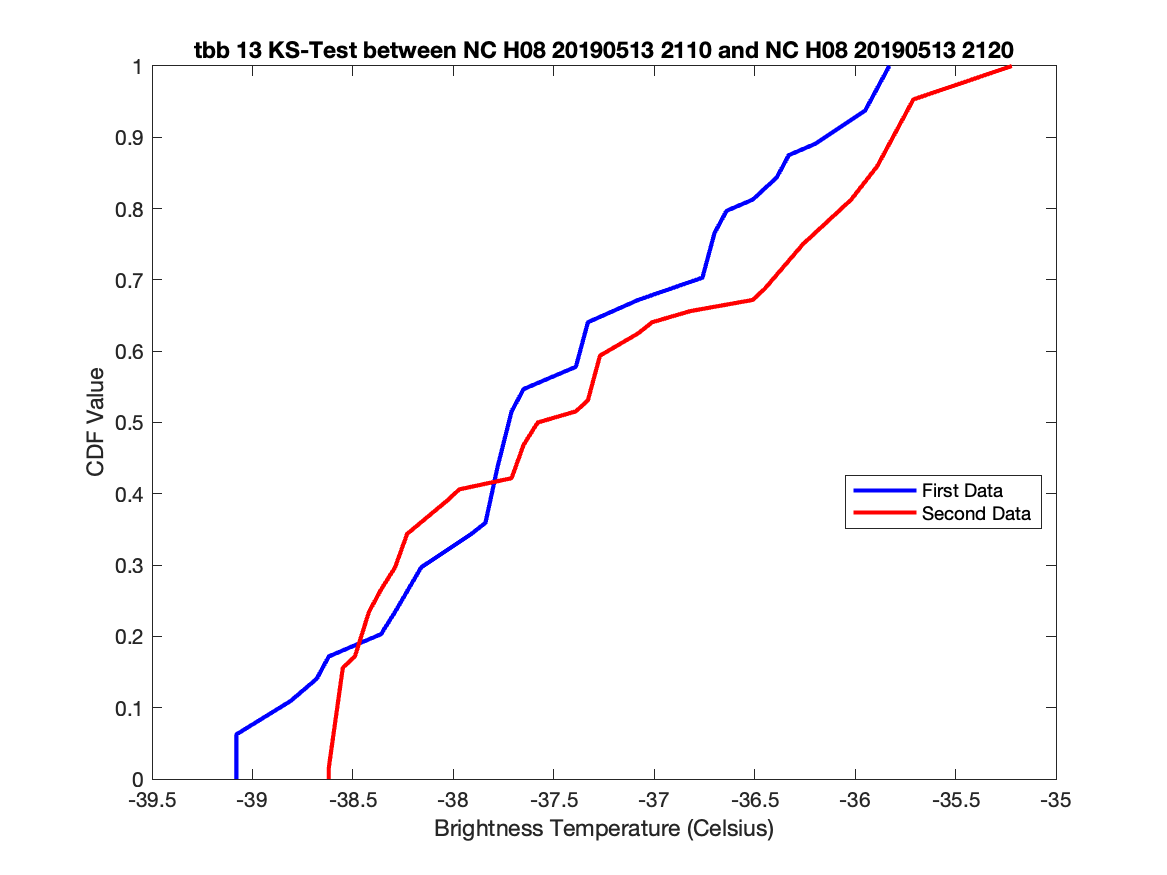 tbb 13 KS-Test between NC H08 20190513 2110 and NC H08 20190513 2120
1
0.9
0.8
0.7
0.6
0.5
0.4
0.3
0.2
0.1
0
CDF Value
First Data
Second Data
-39.5 -39 -38.5 -38 -37.5 -37 -36.5 -36 -35.5 -35
Brightness Temperature (Celsius)